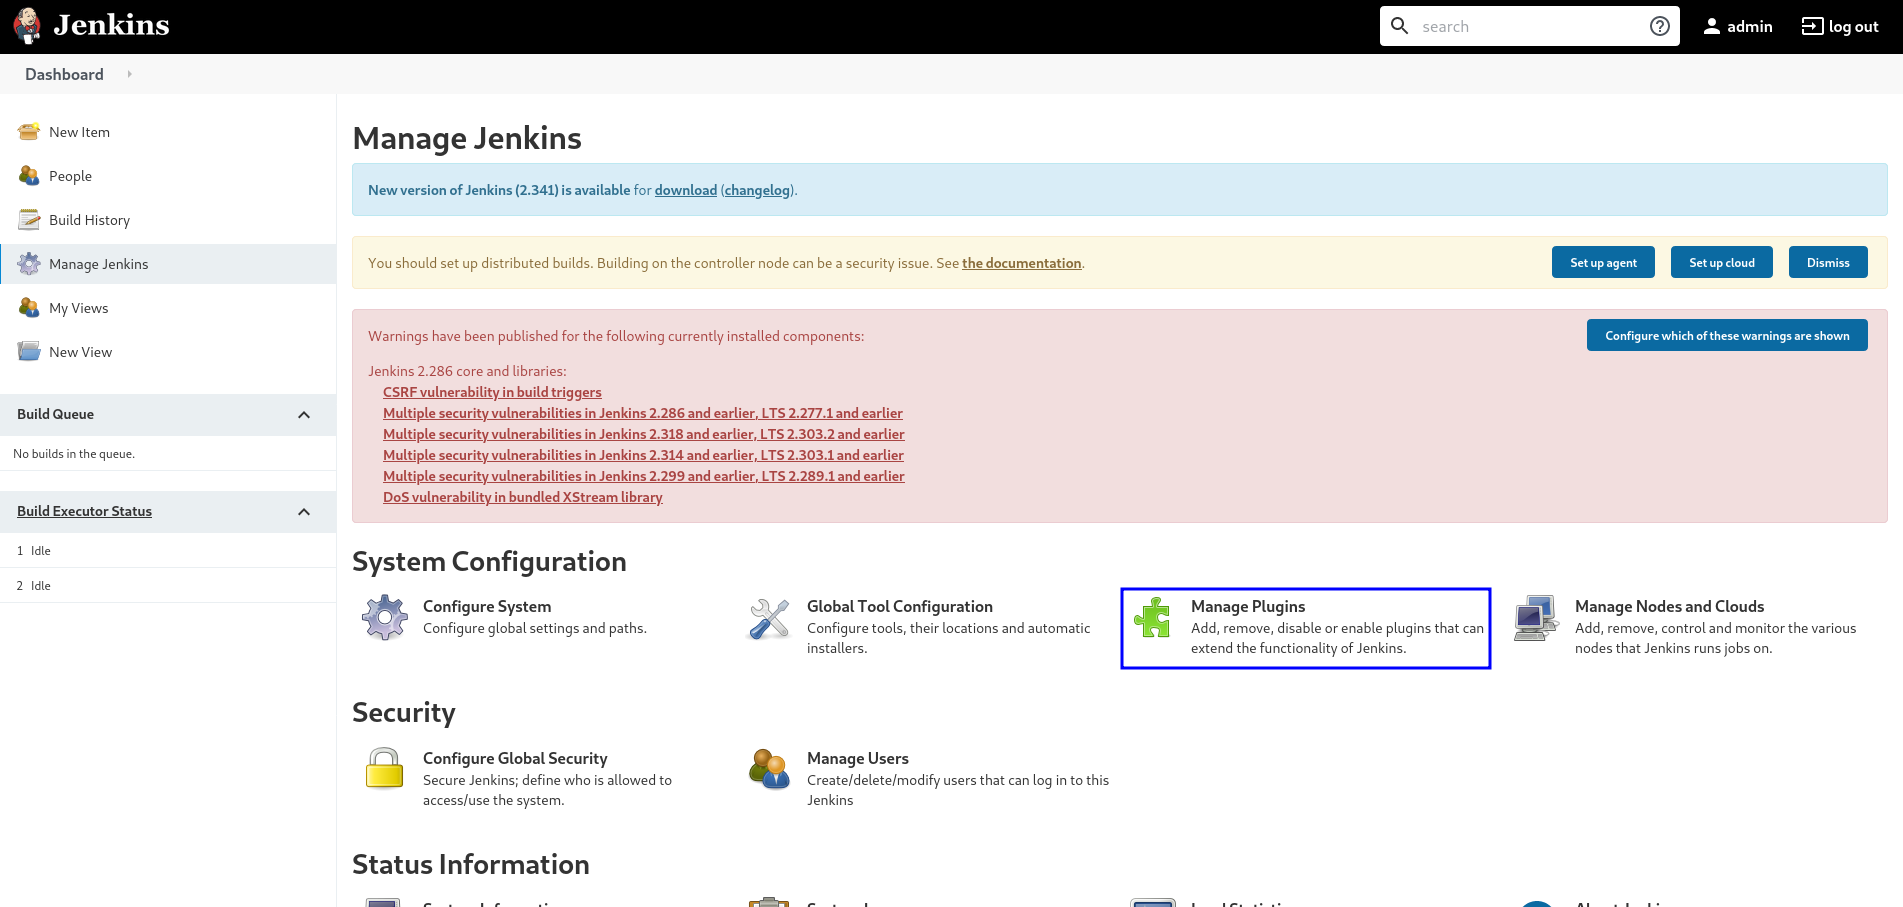 Jenkins
search
admin
log out
Dashboard
New Item
People
Build History
Manage Jenkins
My Views
New View
Build Queue
No builds in the queue.
Build Executor Status
1 Idle
2 Idle
Manage Jenkins
New version of Jenkins (2.341) is available for download (changelog).
You should set up distributed builds. Building on the controller node can be a security issue. See the documentation.
Set up agent
Set up cloud
Dismiss
Warnings have been published for the following currently installed components:
Configure which of these warnings are shown
Jenkins 2.286 core and libraries:
CSRF vulnerability in build triggers
Multiple security vulnerabilities in Jenkins 2.286 and earlier, LTS 2.277.1 and earlier
Multiple security vulnerabilities in Jenkins 2.318 and earlier, LTS 2.303.2 and earlier
Multiple security vulnerabilities in Jenkins 2.314 and earlier, LTS 2.303.1 and earlier
Multiple security vulnerabilities in Jenkins 2.299 and earlier, LTS 2.289.1 and earlier
DoS vulnerability in bundled XStream library
System Configuration
Configure System
Configure global settings and paths.
Global Tool Configuration
Configure tools, their locations and automatic
installers.
Manage Plugins
Add, remove, disable or enable plugins that can
extend the functionality of Jenkins.
Manage Nodes and Clouds
Add, remove, control and monitor the various
nodes that Jenkins runs jobs on.
Security
Configure Global Security
Secure Jenkins; define who is allowed to
access/use the system.
Manage Users
Create/delete/modify users that can log in to this
Jenkins
Status Information